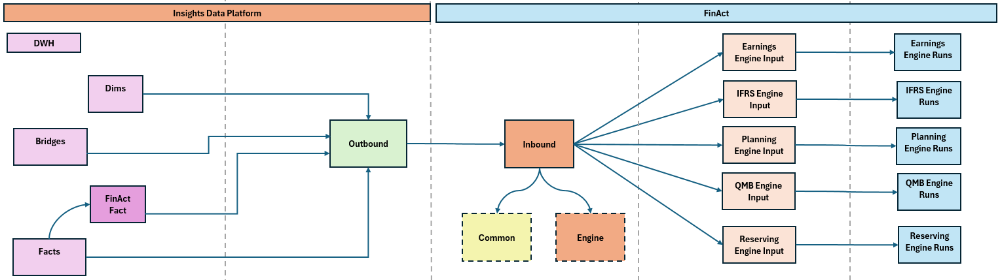 Insights Data Platform
FinAct
DWH
Dims
Bridges
FinAct
Fact
Facts
Outbound
Inbound
Common
Engine
Earnings
Engine Input
IFRS Engine
Input
Planning
Engine Input
QMB Engine
Input
Reserving
Engine Input
Earnings
Engine Runs
IFRS Engine
Runs
Planning
Engine Runs
QMB Engine
Runs
Reserving
Engine Runs